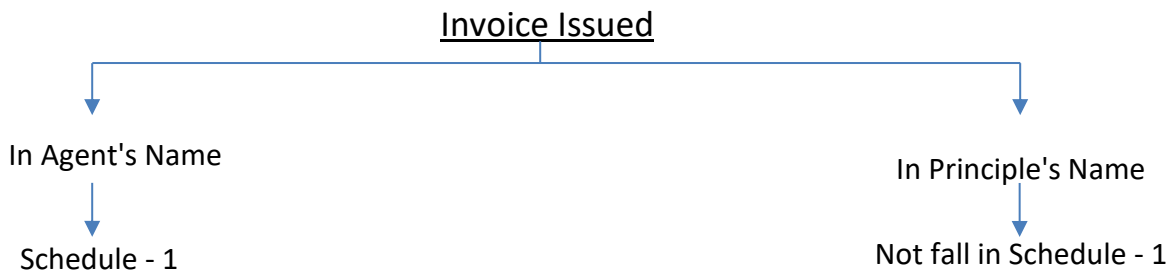 Invoice Issued
In Agent's Name
In Principle's Name
Schedule - 1
Not fall in Schedule - 1